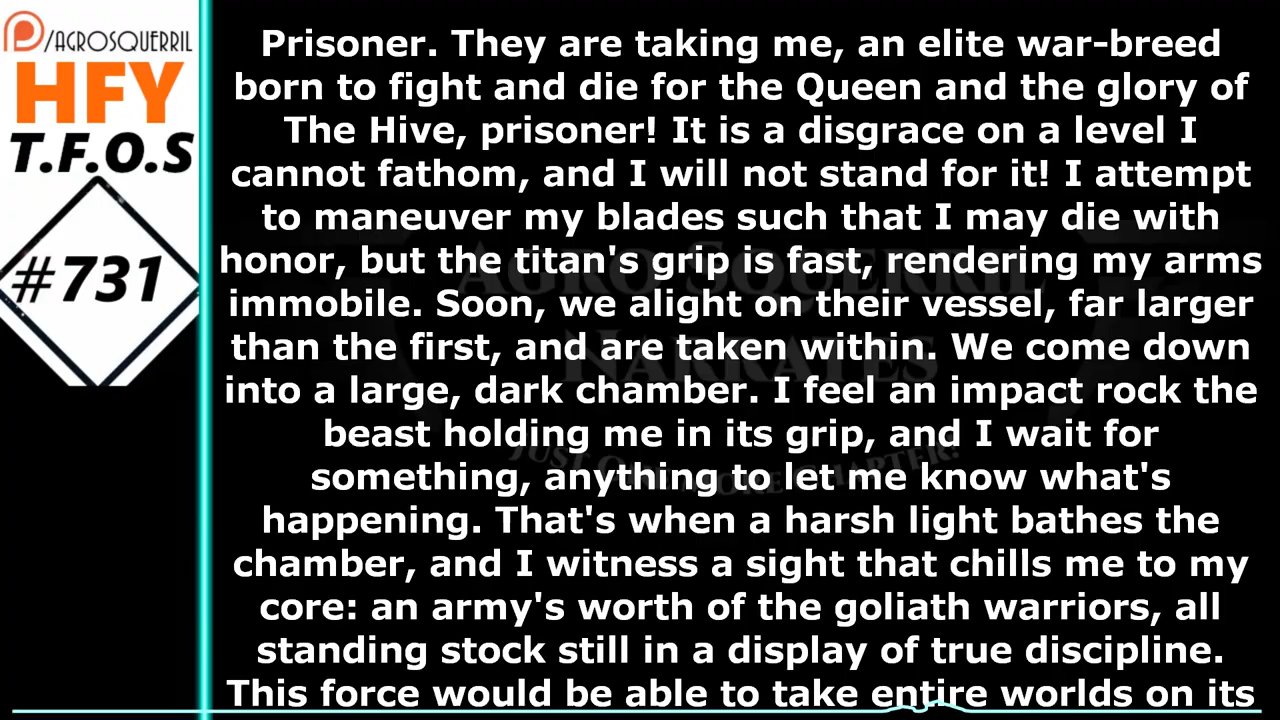 /AGROSQUERRIL
HFY
T.F.O.S
#731
Prisoner. They are taking me, an elite war-breed
born to fight and die for the Queen and the glory of
The Hive, prisoner! It is a disgrace on a level I
cannot fathom, and I will not stand for it! I attempt
to maneuver my blades such that I may die with
honor, but the titan's grip is fast, rendering my arms
immobile. Soon, we alight on their vessel, far larger
than the first, and are taken within. We come down
into a large, dark chamber. I feel an impact rock the
beast holding me in its grip, and I wait for
something, anything to let me know what's
happening. That's when a harsh light bathes the
chamber, and I witness a sight that chills me to my
core: an army's worth of the goliath warriors, all
standing stock still in a display of true discipline.
This force would be able to take entire worlds on its
AGRO SQUERRIL
NARRATES